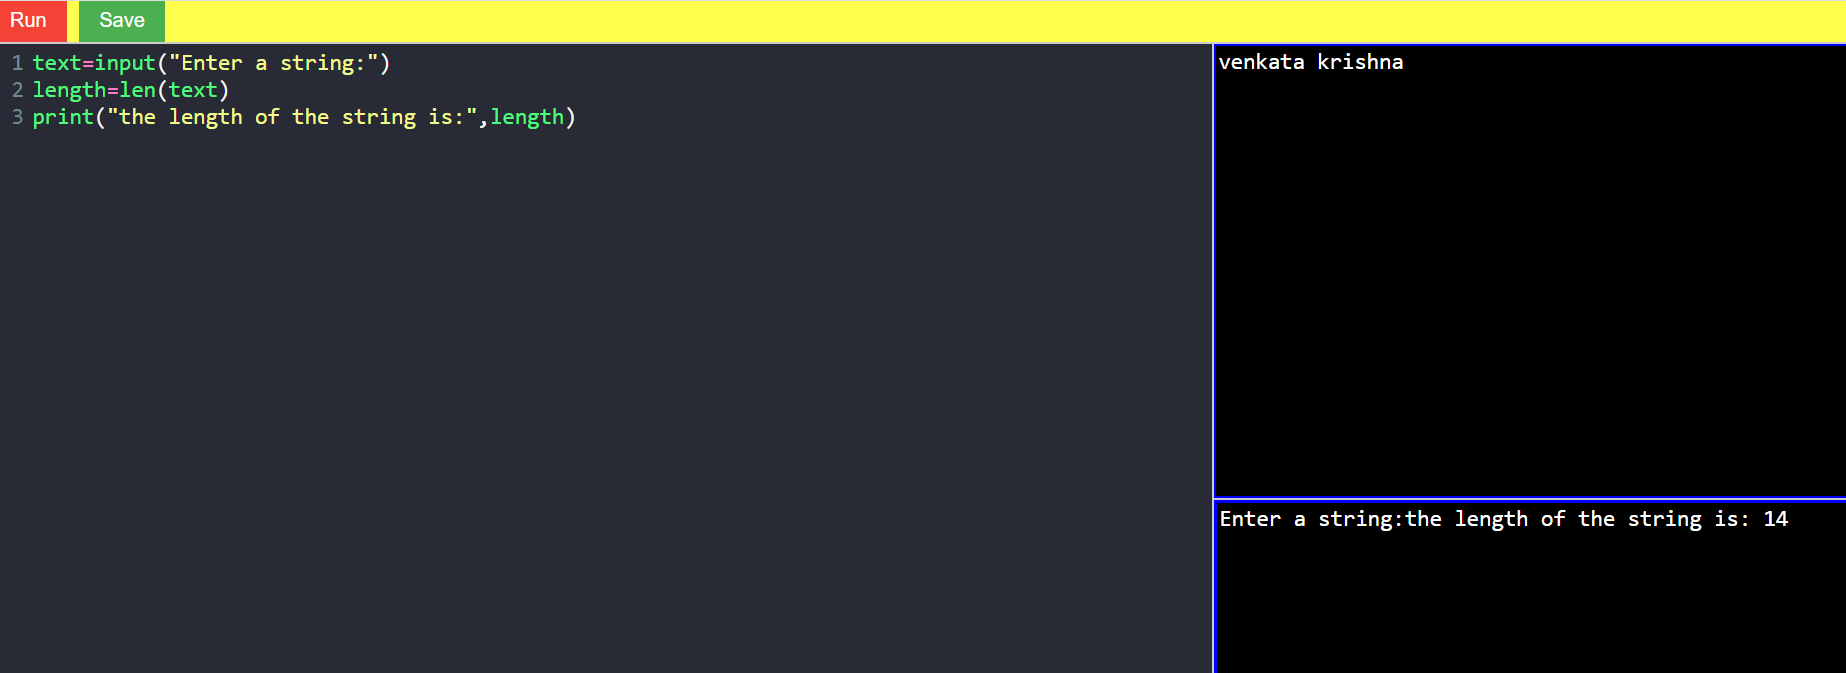 Run Save
1 text=input("Enter a string:")
2 length=len(text)
3 print("the length of the string is:",length)
venkata krishna
Enter a string:the length of the string is: 14